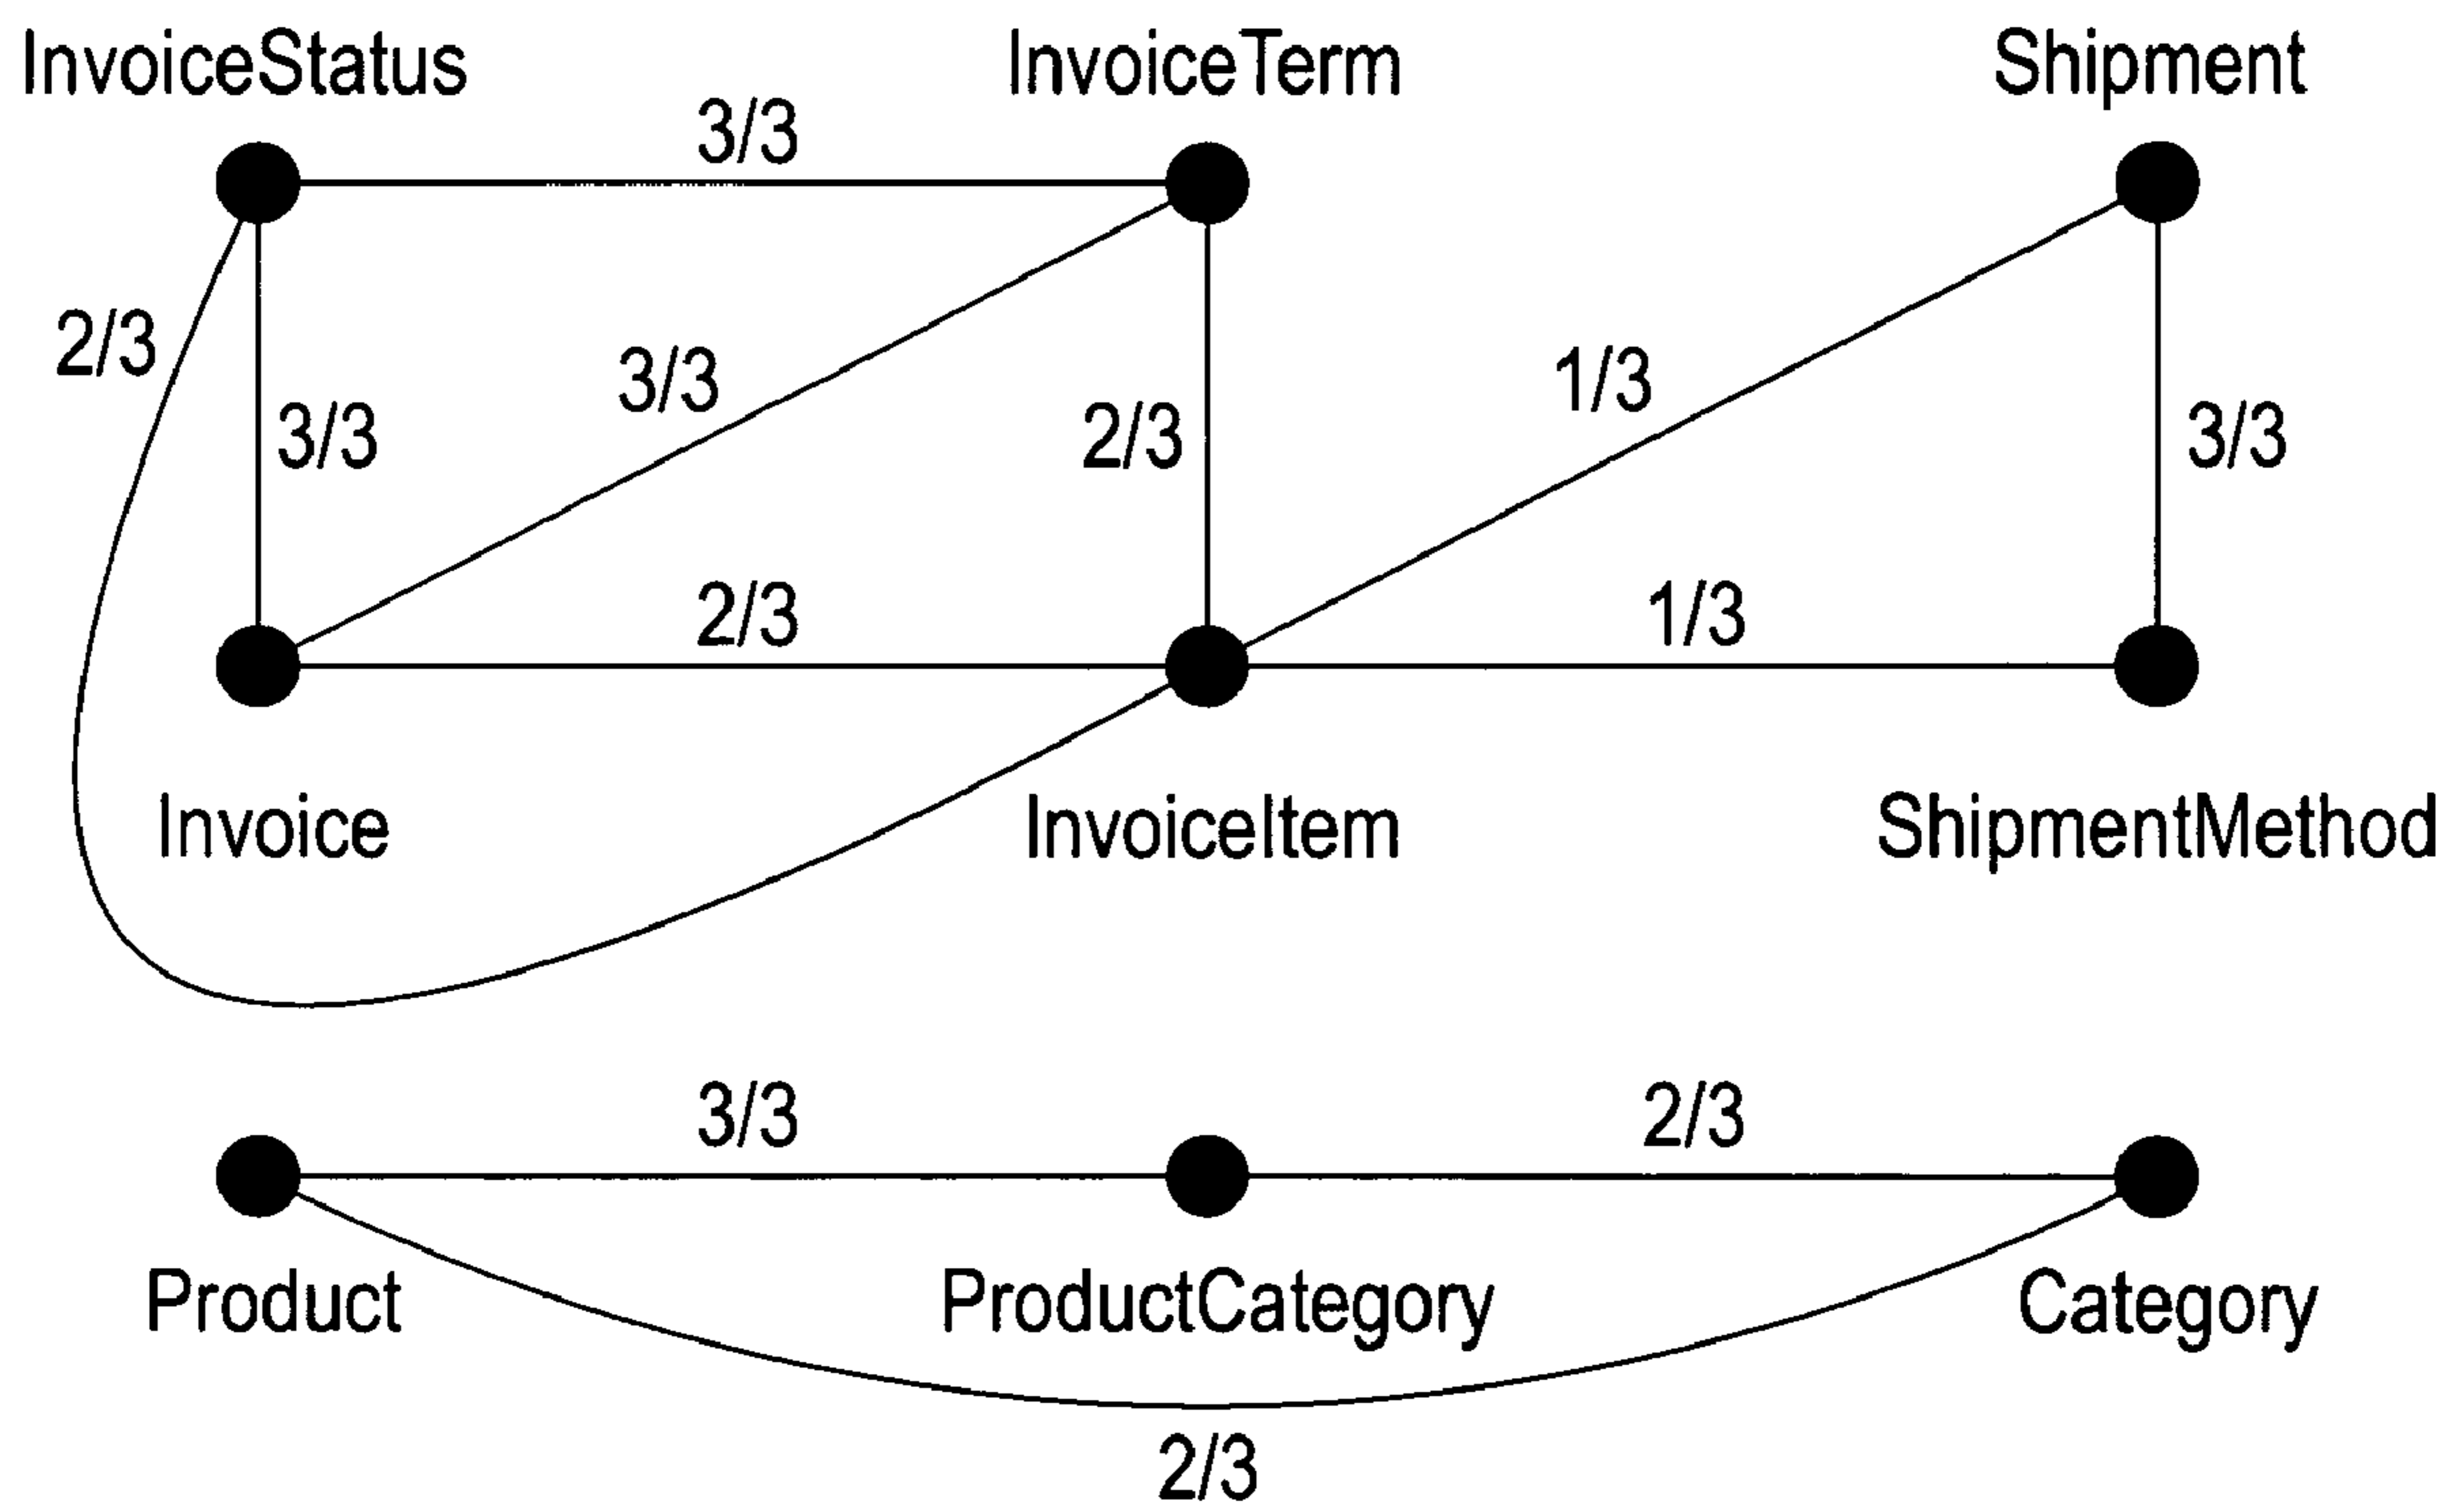 InvoiceStatus
InvoiceTerm
Shipment
3/3
2/3
3/3
3/3
2/3
1/3
3/3
2/3
1/3
Invoice
InvoiceItem
ShipmentMethod
3/3
2/3
Product
ProductCategory
Category
2/3